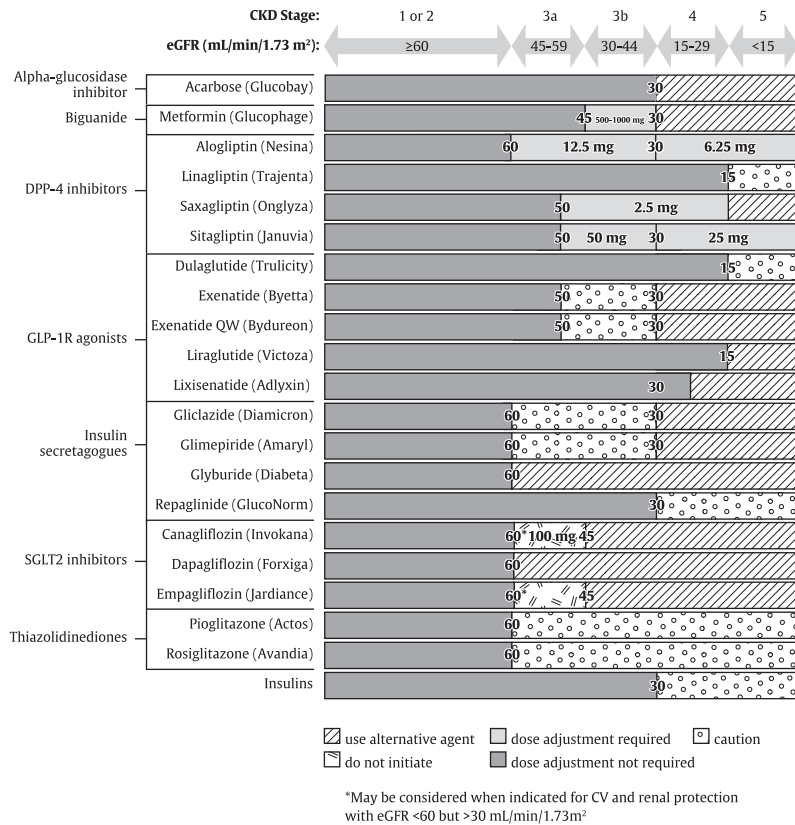 CKD Stage: 1 or 2 3a 3b 4 5
eGFR (mL/min/1.73 m²): ≥60 45-59 30-44 15-29 <15
Alpha-glucosidase
inhibitor
Acarbose (Glucobay) 30
Biguanide Metformin (Glucophage) 45 500-1000 mg 30
DPP-4 inhibitors
Alogliptin (Nesina) 60 12.5 mg 30 6.25 mg
Linagliptin (Trajenta) 15
Saxagliptin (Onglyza) 50 2.5 mg
Sitagliptin (Januvia) 50 50 mg 30 25 mg
GLP-1R agonists
Dulaglutide (Trulicity) 15
Exenatide (Byetta) 50 30
Exenatide QW (Bydureon) 50 30
Liraglutide (Victoza) 15
Lixisenatide (Adlyxin) 30
Insulin
secretagogues
Gliclazide (Diamicron) 60 30
Glimepiride (Amaryl) 60 30
Glyburide (Diabeta) 60
Repaglinide (GlucoNorm) 30
SGLT2 inhibitors
Canagliflozin (Invokana) 60* 100 mg 45
Dapagliflozin (Forxiga) 60
Empagliflozin (Jardiance) 60* 45
Thiazolidinediones
Pioglitazone (Actos) 60
Rosiglitazone (Avandia) 60
Insulins 30
use alternative agent dose adjustment required caution
do not initiate dose adjustment not required
*May be considered when indicated for CV and renal protection
with eGFR <60 but >30 mL/min/1.73m²